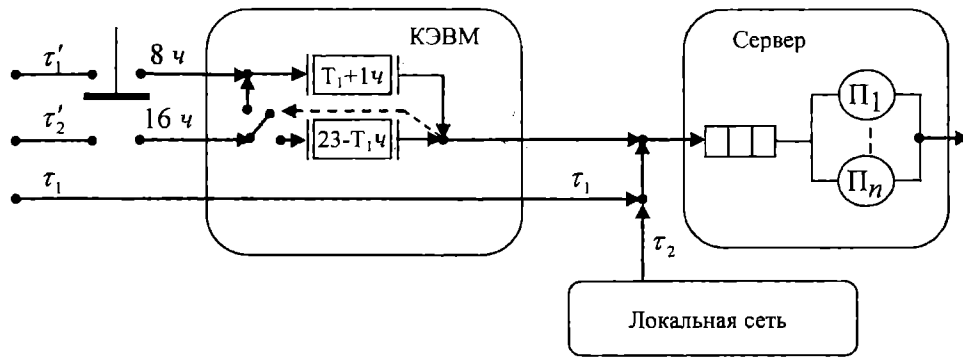 КЭВМ
Сервер
τ′₁
8 ч
T₁+1ч
П₁
τ′₂
16 ч
23-T₁ч
Пn
τ₁
τ₁
τ₂
Локальная сеть